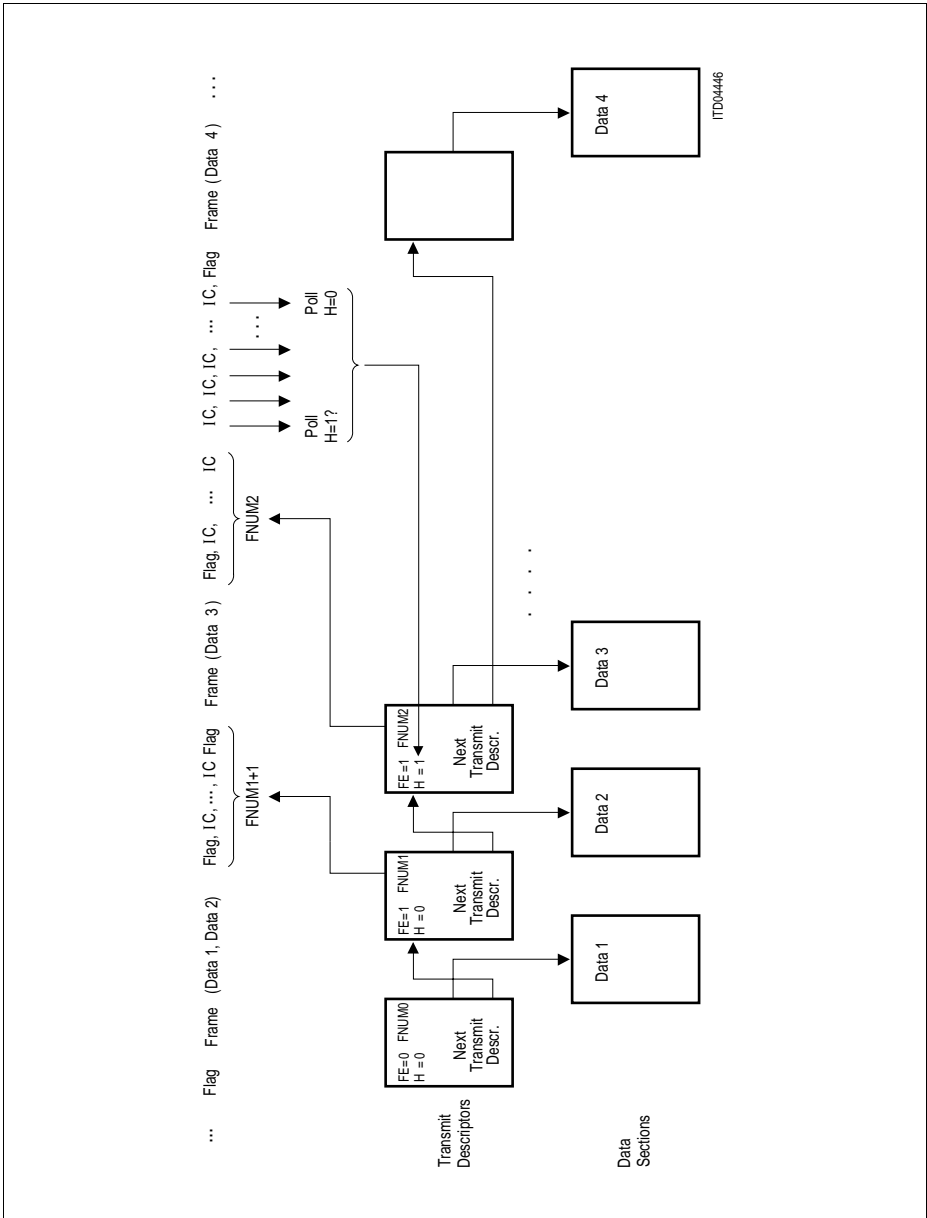 ... Flag Frame (Data 1, Data 2) Flag, IC, ..., IC Flag Frame (Data 3) Flag, IC, ... IC IC, IC, IC, ... IC, Flag Frame (Data 4) ...
FNUM1+1
FNUM2
Poll
H=1?
. . .
Poll
H=0
Transmit
Descriptors
FE=0 FNUM0
H=0
Next
Transmit
Descr.
FE=1 FNUM1
H=0
Next
Transmit
Descr.
FE=1 FNUM2
H=1
Next
Transmit
Descr.
. . . .
Data
Sections
Data 1
Data 2
Data 3
Data 4
ITD04446